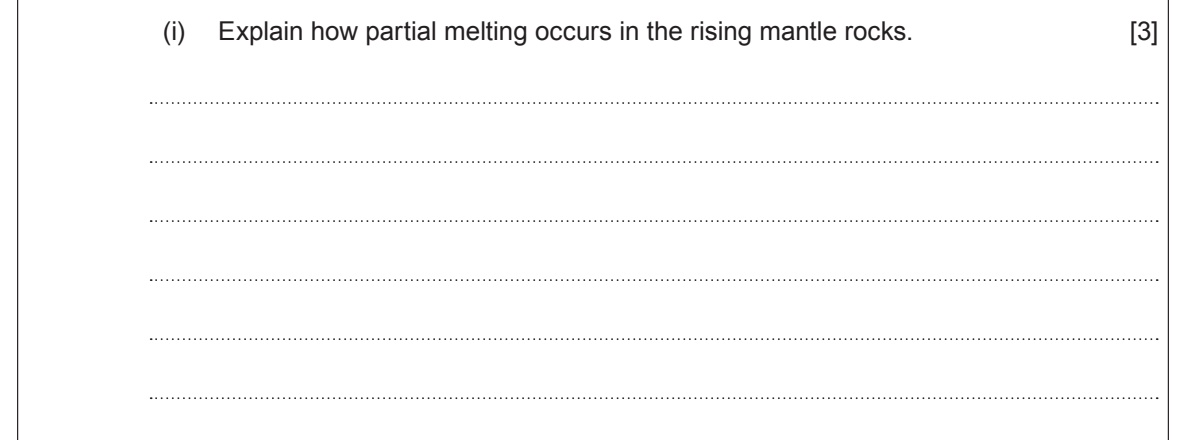 (i) Explain how partial melting occurs in the rising mantle rocks. [3]